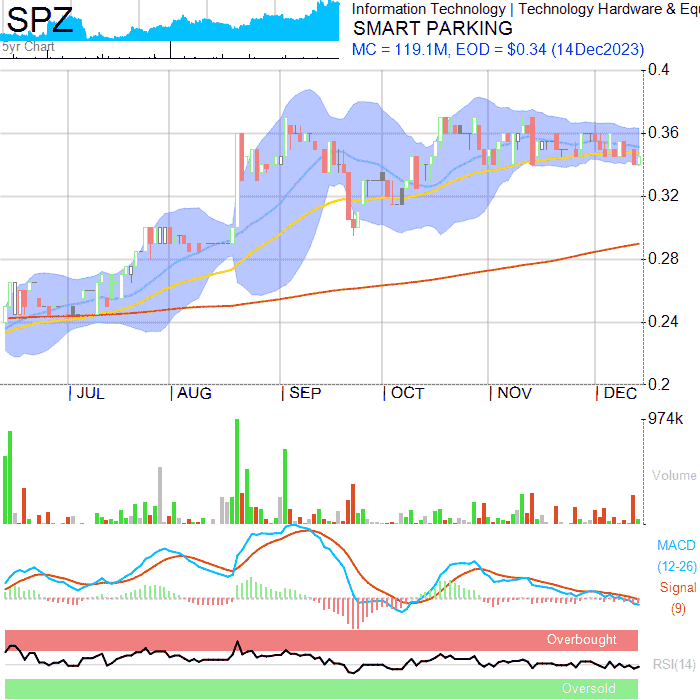 SPZ
5yr Chart
Information Technology | Technology Hardware & Equ
SMART PARKING
MC = 119.1M, EOD = $0.34 (14Dec2023)
0.4
0.36
0.32
0.28
0.24
0.2
JUL AUG SEP OCT NOV DEC
974k
Volume
MACD
(12-26)
Signal
(9)
Overbought
RSI(14)
Oversold